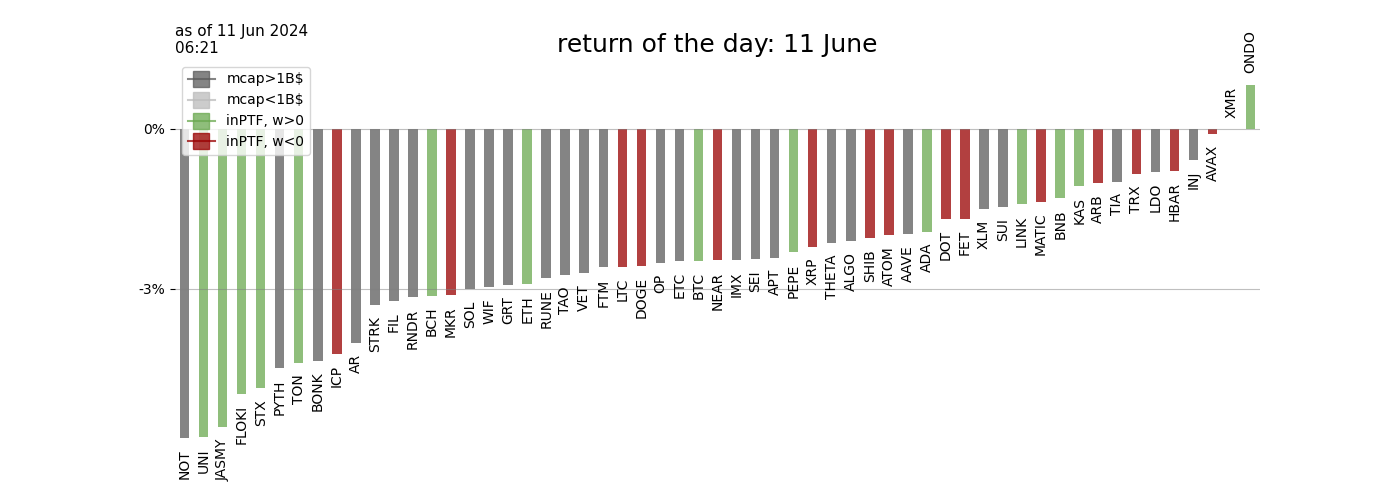 as of 11 Jun 2024
06:21
return of the day: 11 June
mcap>1B$
mcap<1B$
inPTF, w>0
inPTF, w<0
0%
-3%
NOT
UNI
JASMY
FLOKI
STX
PYTH
TON
BONK
ICP
AR
STRK
FIL
RNDR
BCH
MKR
SOL
WIF
GRT
ETH
RUNE
TAO
VET
FTM
LTC
DOGE
OP
ETC
BTC
NEAR
IMX
SEI
APT
PEPE
XRP
THETA
ALGO
SHIB
ATOM
AAVE
ADA
DOT
FET
XLM
SUI
LINK
MATIC
BNB
KAS
ARB
TIA
TRX
LDO
HBAR
INJ
AVAX
XMR
ONDO